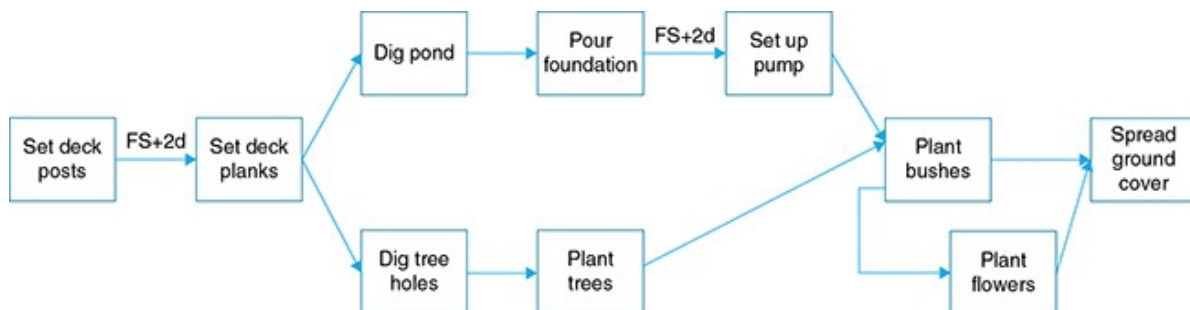 Dig pond
Pour
foundation
FS+2d
Set up
pump
Set deck
posts
FS+2d
Set deck
planks
Plant
bushes
Spread
ground
cover
Dig tree
holes
Plant
trees
Plant
flowers